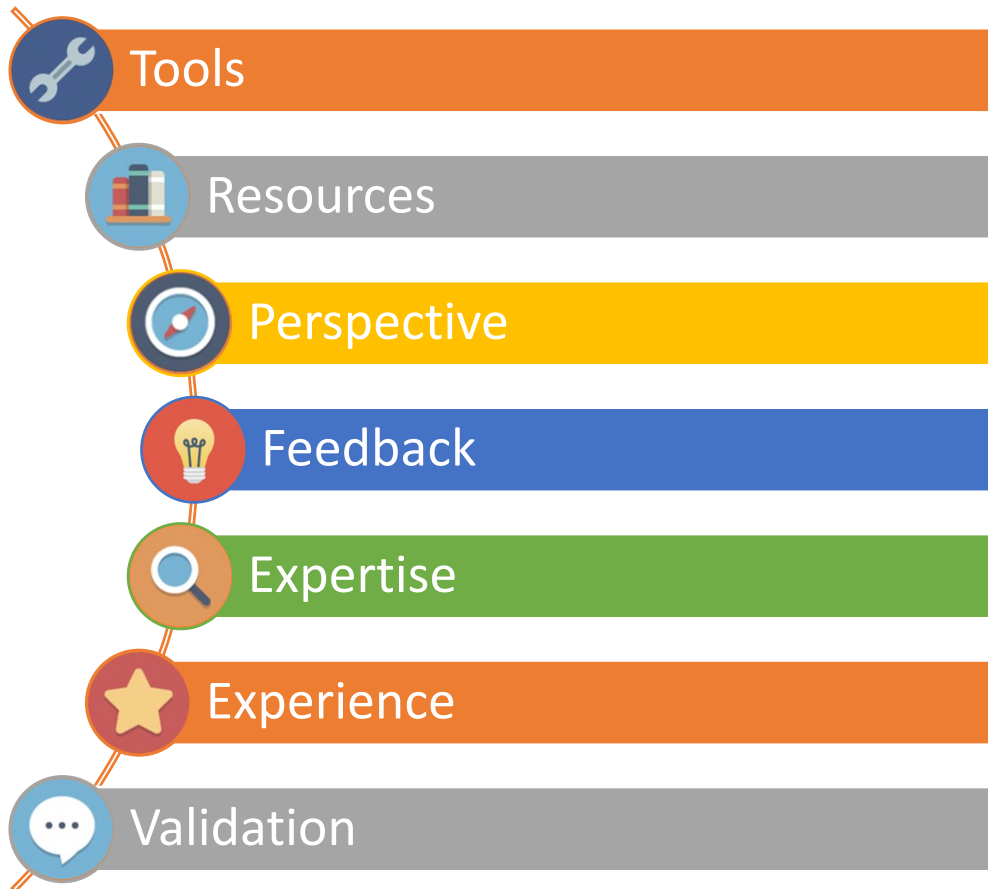 Tools
Resources
Perspective
Feedback
Expertise
Experience
Validation